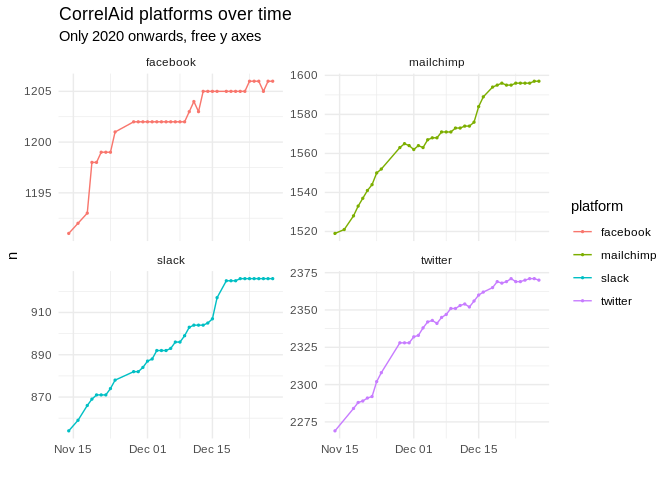 CorrelAid platforms over time
Only 2020 onwards, free y axes
facebook
mailchimp
1205
1200
1195
1600
1580
1560
1540
1520
n
slack
twitter
910
890
870
2375
2350
2325
2300
2275
Nov 15
Dec 01
Dec 15
Nov 15
Dec 01
Dec 15
platform
facebook
mailchimp
slack
twitter